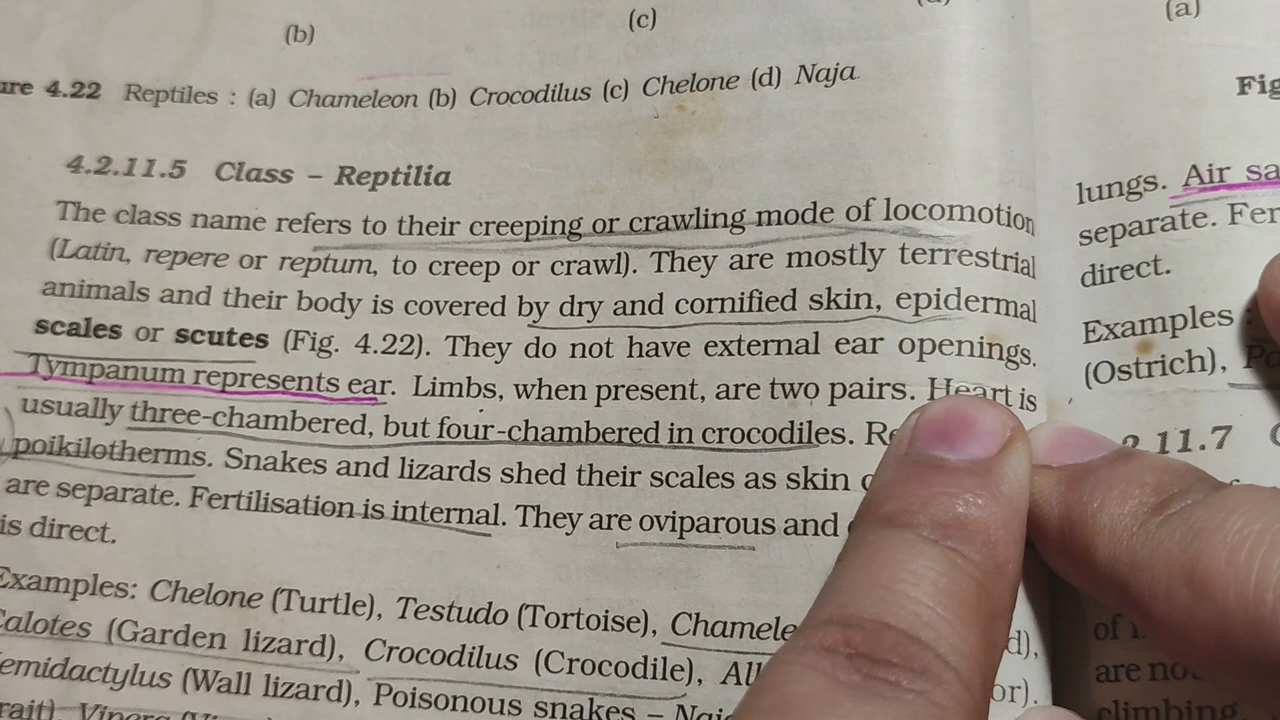 (b)
(c)
(a)
4.22 Reptiles : (a) Chameleon (b) Crocodilus (c) Chelone (d) Naja
Fig
4.2.11.5 Class – Reptilia
The class name refers to their creeping or crawling mode of locomotion
(Latin, repere or reptum, to creep or crawl). They are mostly terrestrial
animals and their body is covered by dry and cornified skin, epidermal
scales or scutes (Fig. 4.22). They do not have external ear openings.
Tympanum represents ear. Limbs, when present, are two pairs. Heart is
usually three-chambered, but four-chambered in crocodiles.
poikilotherms. Snakes and lizards shed their scales as skin
are separate. Fertilisation is internal. They are oviparous and
is direct.
Examples: Chelone (Turtle), Testudo (Tortoise), Chamele
Calotes (Garden lizard), Crocodilus (Crocodile), All
emidactylus (Wall lizard), Poisonous snakes – Naj
lungs. Air sa
separate. Fer
direct.
Examples :
(Ostrich),
2.11.7
of
are no
climbing